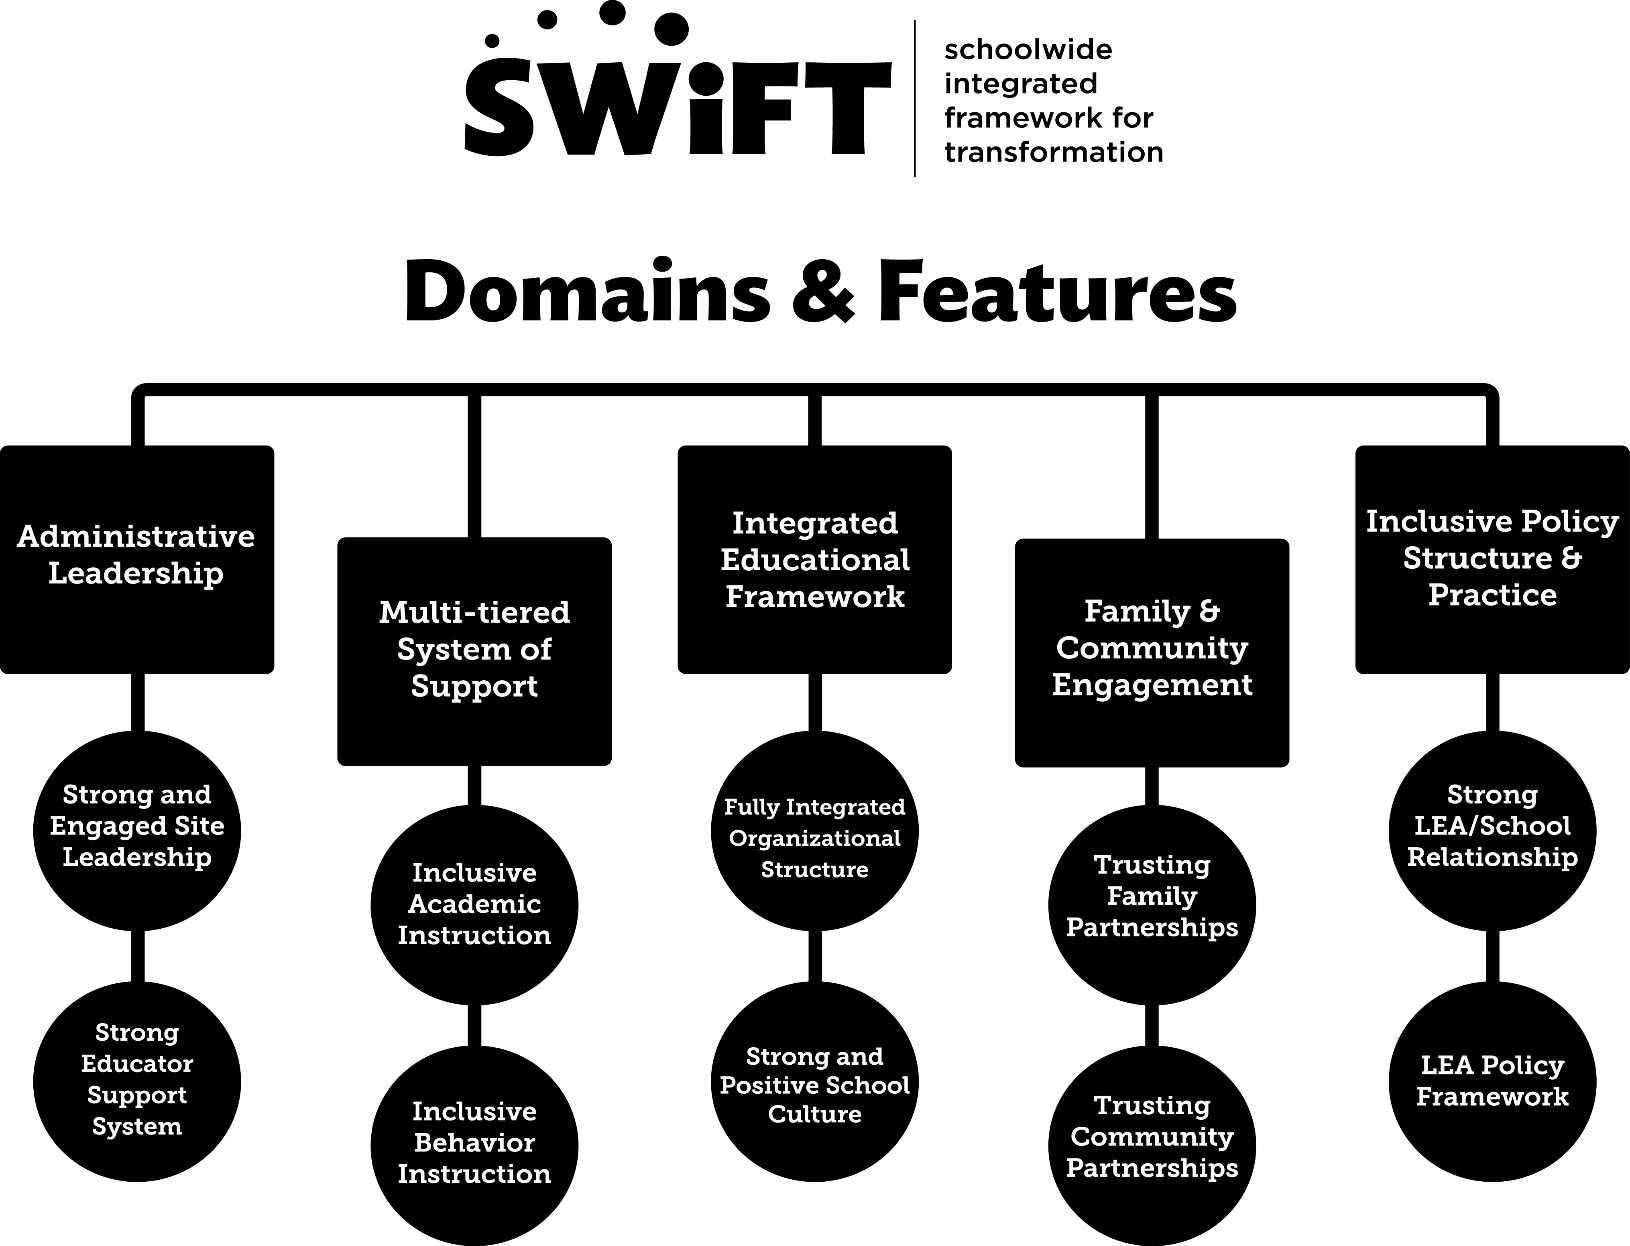 SWiFT
schoolwide
integrated
framework for
transformation
Domains & Features
Administrative
Leadership
Strong and
Engaged Site
Leadership
Strong
Educator
Support
System
Multi-tiered
System of
Support
Inclusive
Academic
Instruction
Inclusive
Behavior
Instruction
Integrated
Educational
Framework
Fully Integrated
Organizational
Structure
Strong and
Positive School
Culture
Family &
Community
Engagement
Trusting
Family
Partnerships
Trusting
Community
Partnerships
Inclusive Policy
Structure &
Practice
Strong
LEA/School
Relationship
LEA Policy
Framework